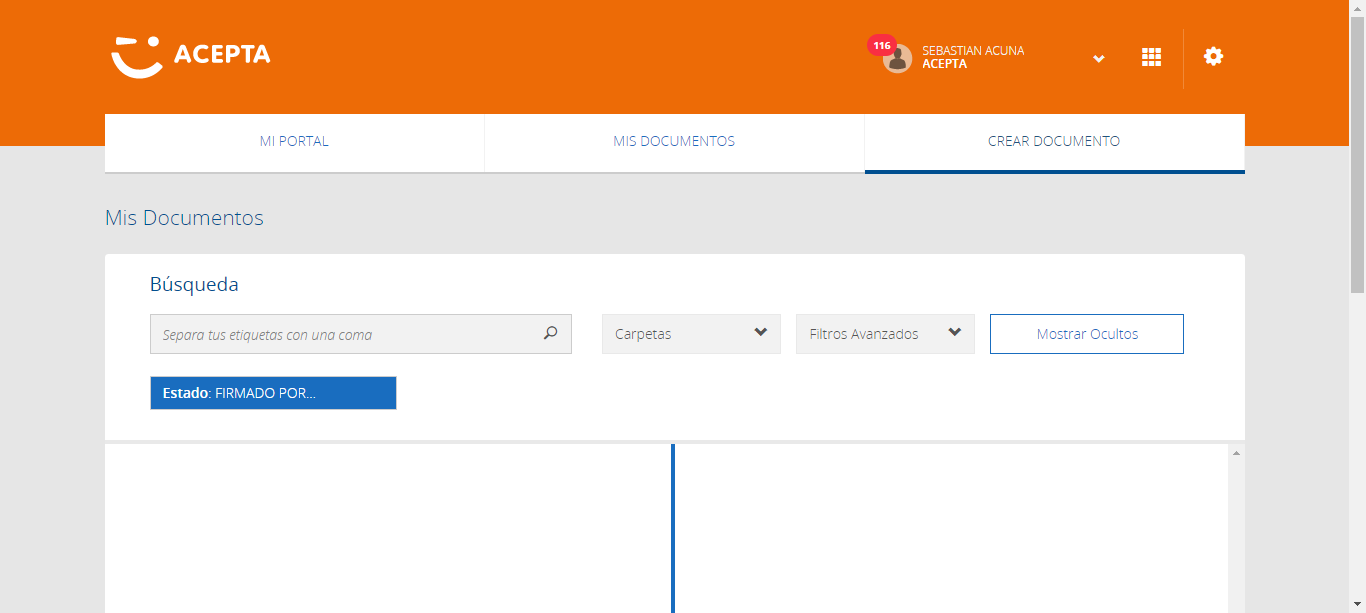 ACEPTA
116
SEBASTIAN ACUNA
ACEPTA
MI PORTAL
MIS DOCUMENTOS
CREAR DOCUMENTO
Mis Documentos
Búsqueda
Separa tus etiquetas con una coma
Carpetas
Filtros Avanzados
Mostrar Ocultos
Estado: FIRMADO POR...